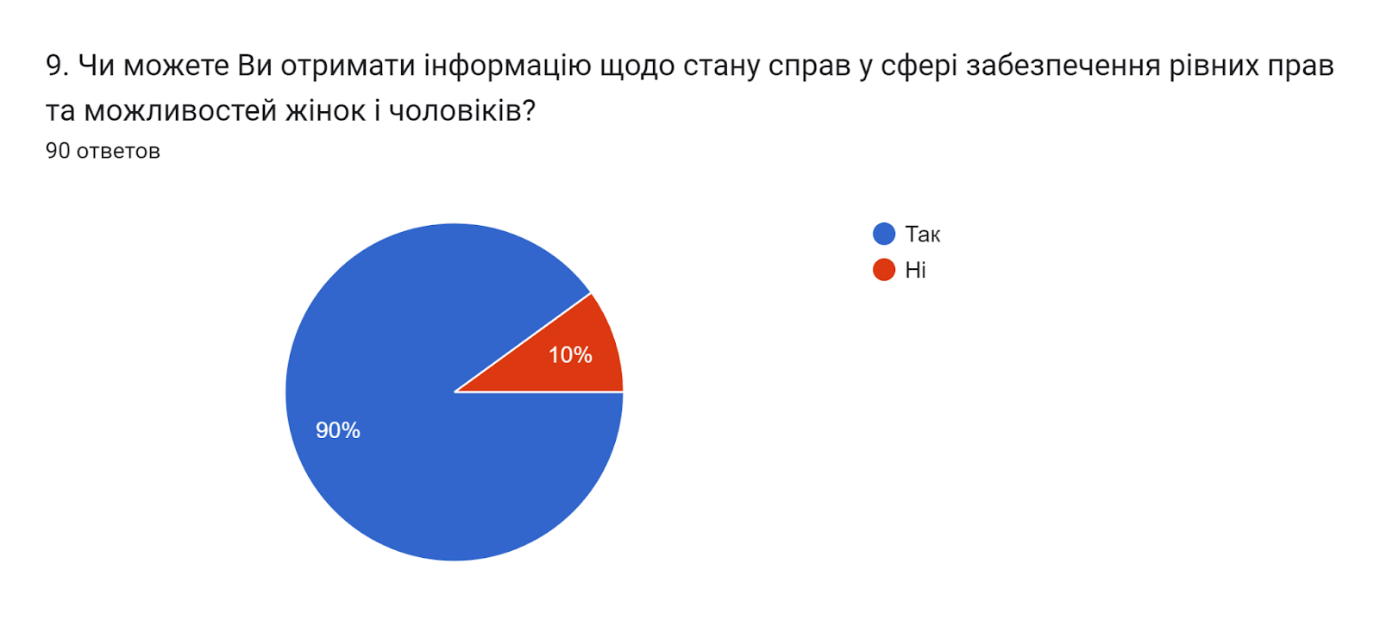 9. Чи можете Ви отримати інформацію щодо стану справ у сфері забезпечення рівних прав
та можливостей жінок і чоловіків?
90 ответов
Так
Ні
10%
90%